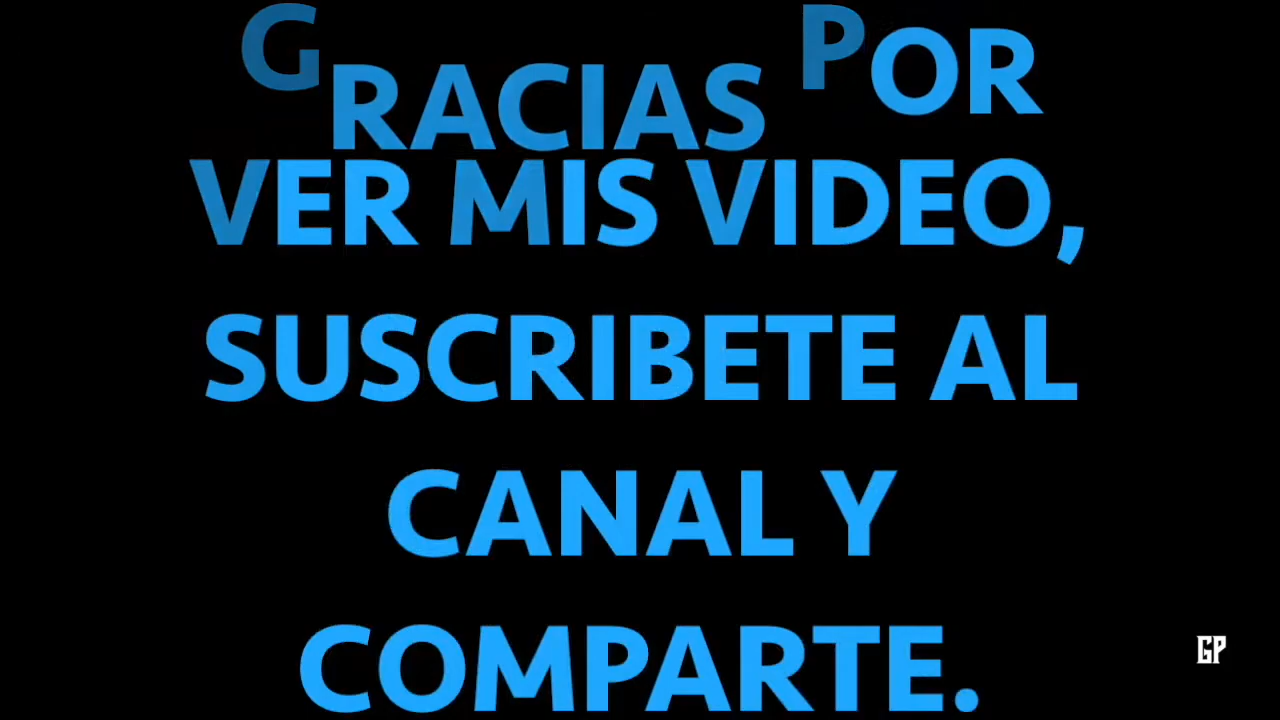 GRACIAS POR
VER MIS VIDEO,
SUSCRIBETE AL
CANAL Y
COMPARTE.
GP